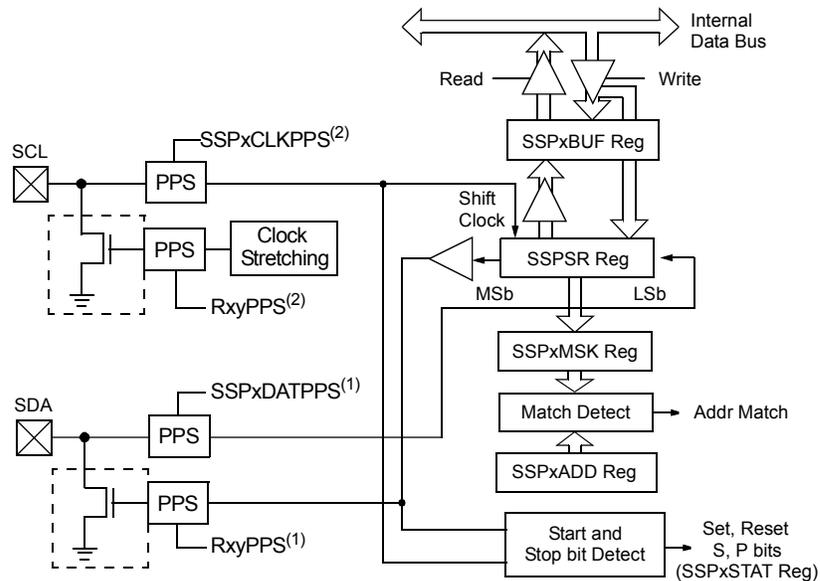 Internal
Data Bus
Read
Write
SSPxCLKPPS(2)
SCL
SSPxBUF Reg
PPS
Shift
Clock
PPS
Clock
Stretching
SSPSR Reg
MSb
LSb
RxyPPS(2)
SSPxMSK Reg
SSPxDATPPS(1)
SDA
Match Detect
Addr Match
PPS
SSPxADD Reg
PPS
Start and
Stop bit Detect
Set, Reset
S, P bits
(SSPxSTAT Reg)
RxyPPS(1)